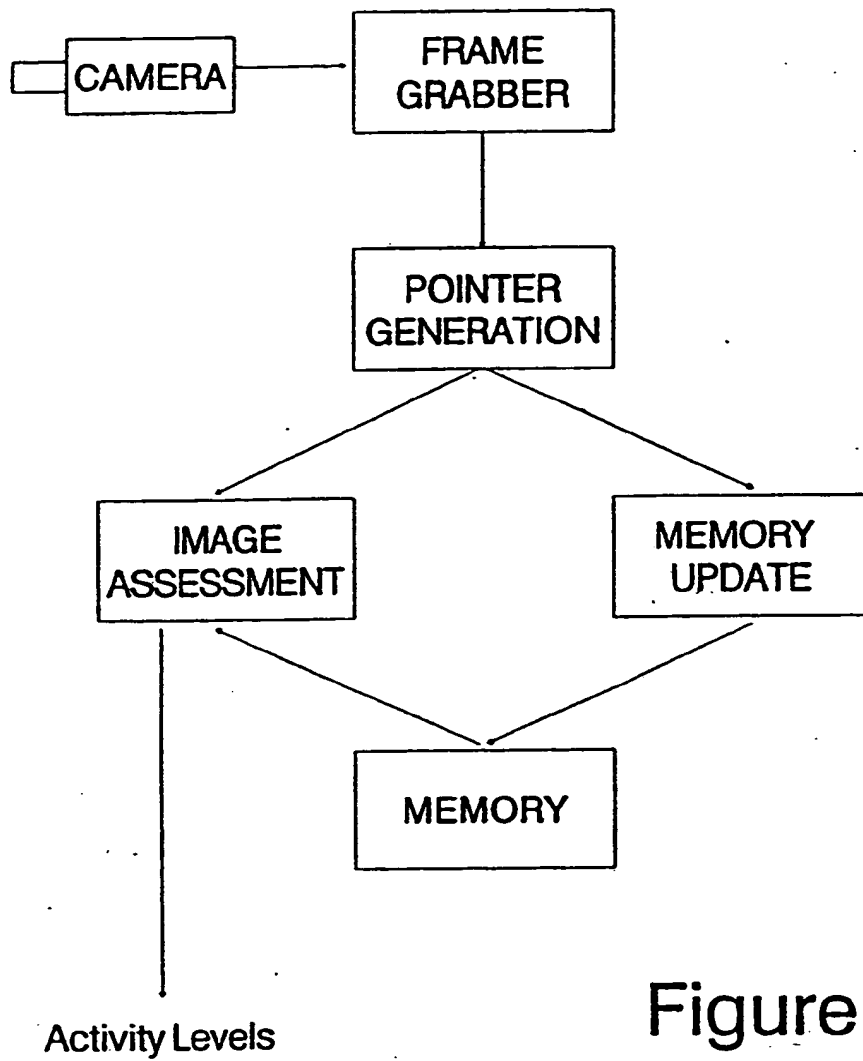 CAMERA
FRAME
GRABBER
POINTER
GENERATION
IMAGE
ASSESSMENT
MEMORY
UPDATE
MEMORY
Activity Levels
Figure